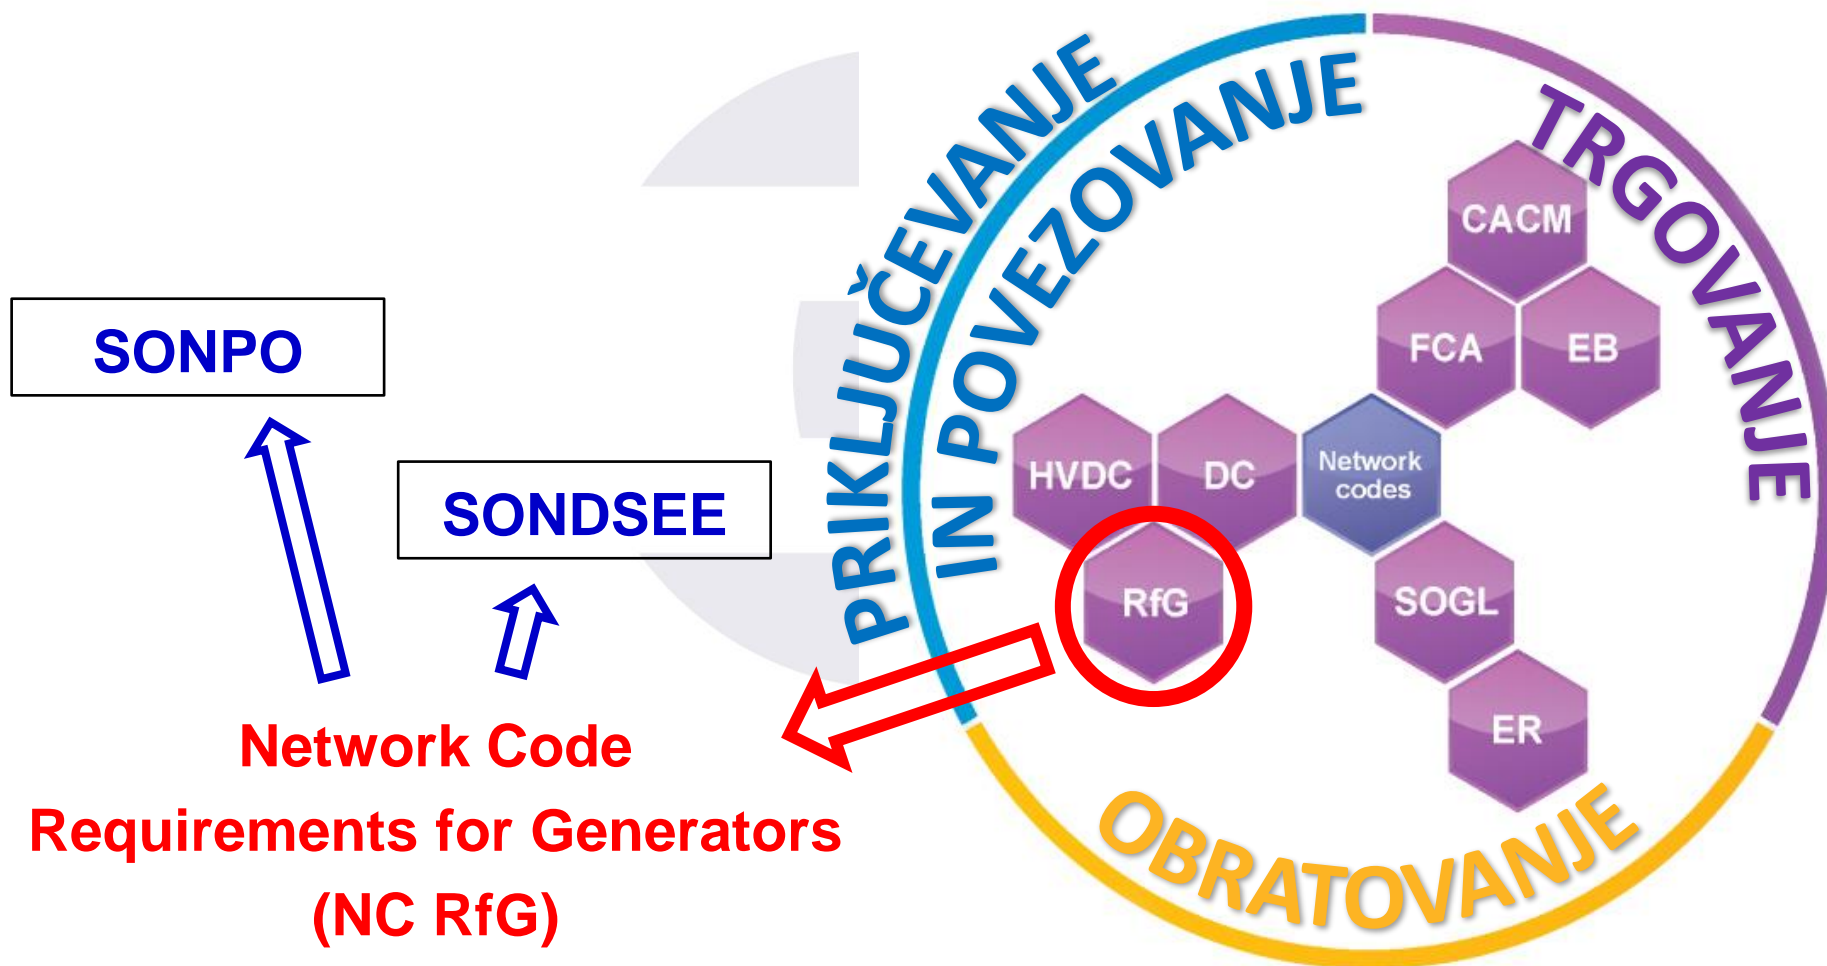 SONPO
SONDSEE
Network Code
Requirements for Generators
(NC RfG)
PRIKLJUČEVANJE
IN POVEZOVANJE
TRGOVANJE
CACM
FCA
EB
HVDC
DC
Network
codes
RfG
SOGL
ER
OBRATOVANJE